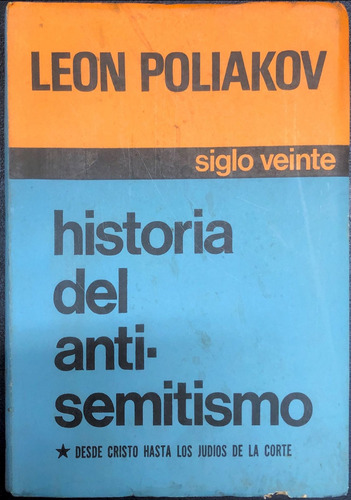 LEON POLIAKOV
siglo veinte
historia
del
anti-
semitismo
★ DESDE CRISTO HASTA LOS JUDIOS DE LA CORTE